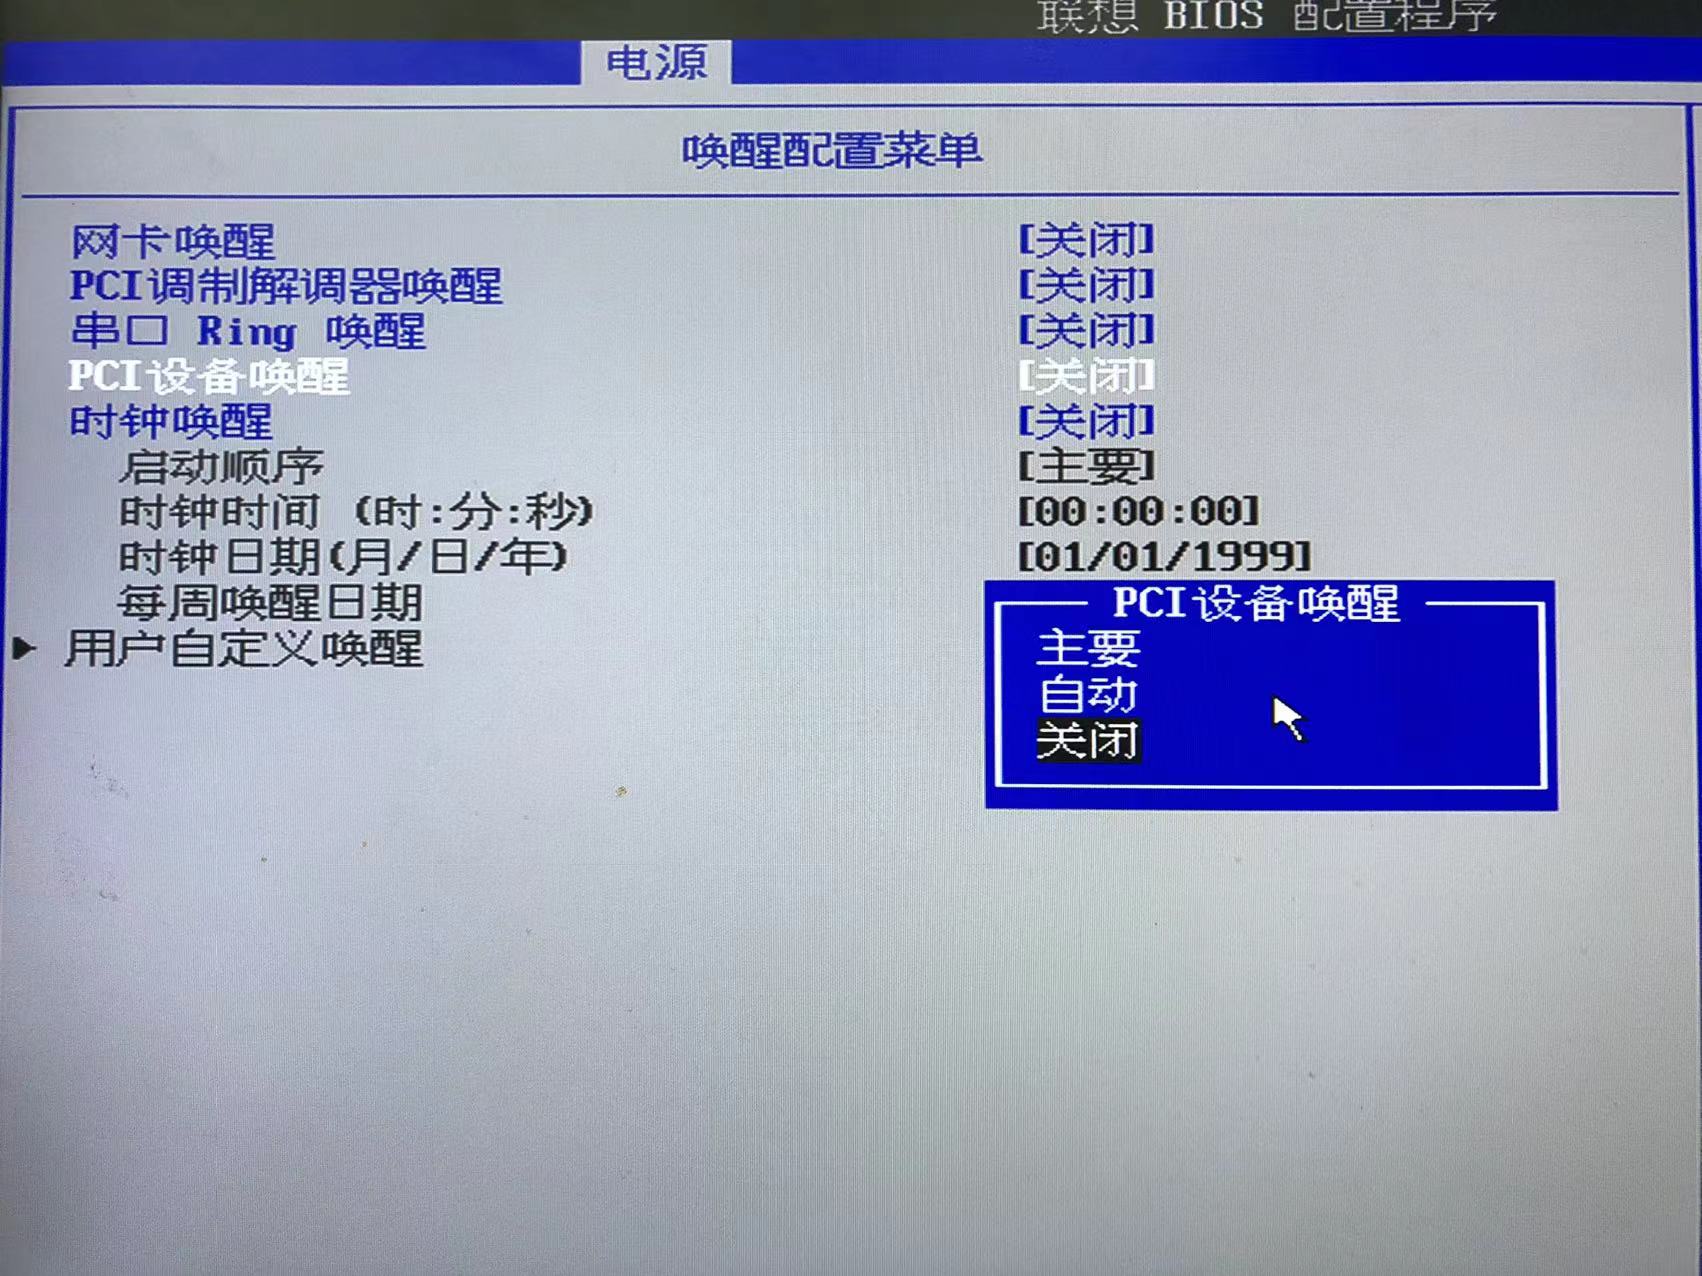 联想 BIOS 配置程序
电源
唤醒配置菜单
网卡唤醒 [关闭]
PCI调制解调器唤醒 [关闭]
串口 Ring 唤醒 [关闭]
PCI设备唤醒 [关闭]
时钟唤醒 [关闭]
启动顺序 [主要]
时钟时间 (时:分:秒) [00:00:00]
时钟日期(月/日/年) [01/01/1999]
每周唤醒日期
用户自定义唤醒
PCI设备唤醒
主要
自动
关闭